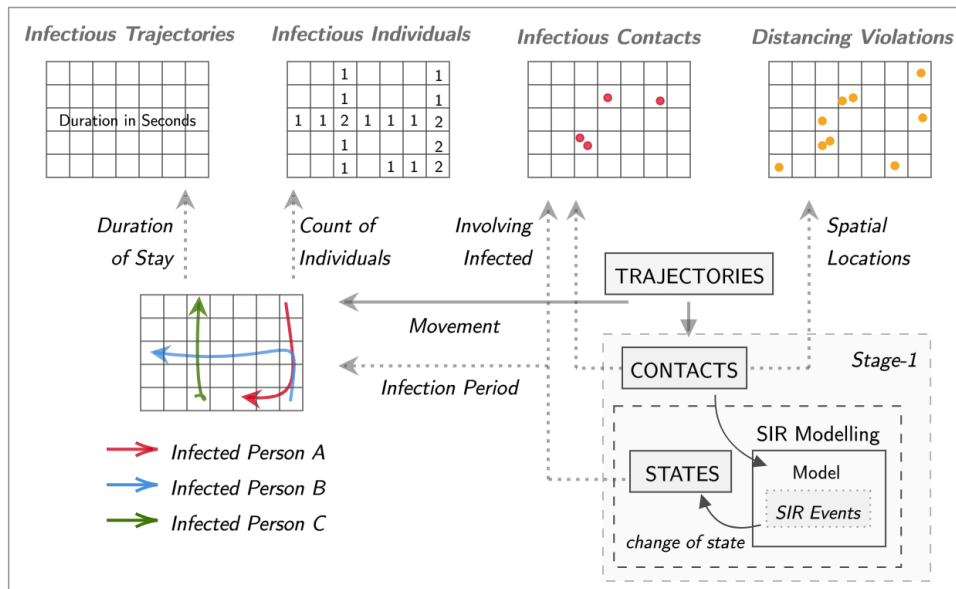 Infectious Trajectories
Infectious Individuals
Infectious Contacts
Distancing Violations
Duration in Seconds
1 1
1 1
1 1 2 1 1 1 2
1 2
1 1 1 2
Duration
of Stay
Count of
Individuals
Involving
Infected
Spatial
Locations
TRAJECTORIES
Movement
Stage-1
CONTACTS
Infection Period
SIR Modelling
STATES
Model
SIR Events
change of state
Infected Person A
Infected Person B
Infected Person C